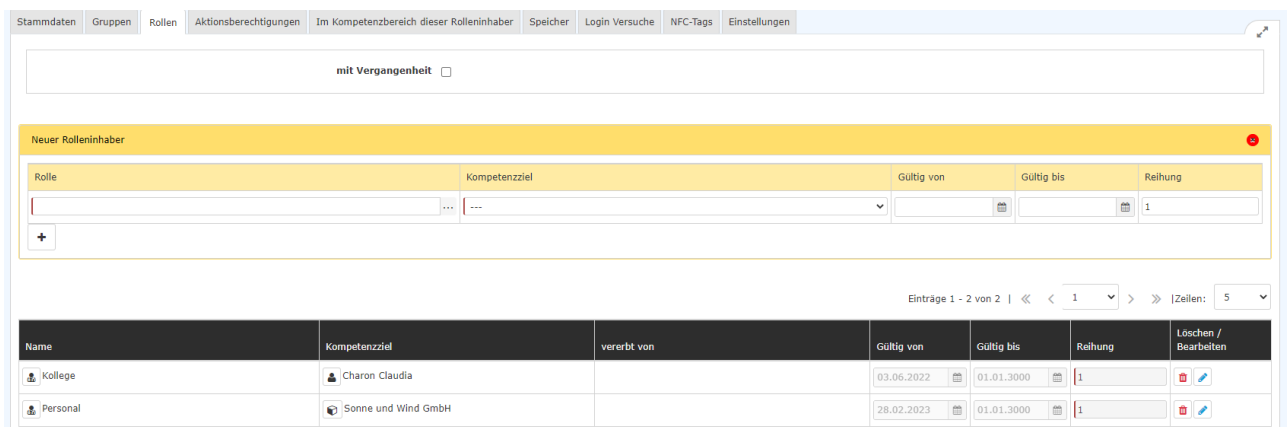 Stammdaten Gruppen Rollen Aktionsberechtigungen Im Kompetenzbereich dieser Rolleninhaber Speicher Login Versuche NFC-Tags Einstellungen
mit Vergangenheit
Neuer Rolleninhaber
Rolle Kompetenzziel Gültig von Gültig bis Reihung
... --- 1
+
Einträge 1 - 2 von 2 | « < 1 > » |Zeilen: 5
Name Kompetenzziel vererbt von Gültig von Gültig bis Reihung Löschen / Bearbeiten
Kollege Charon Claudia 03.06.2022 01.01.3000 1
Personal Sonne und Wind GmbH 28.02.2023 01.01.3000 1